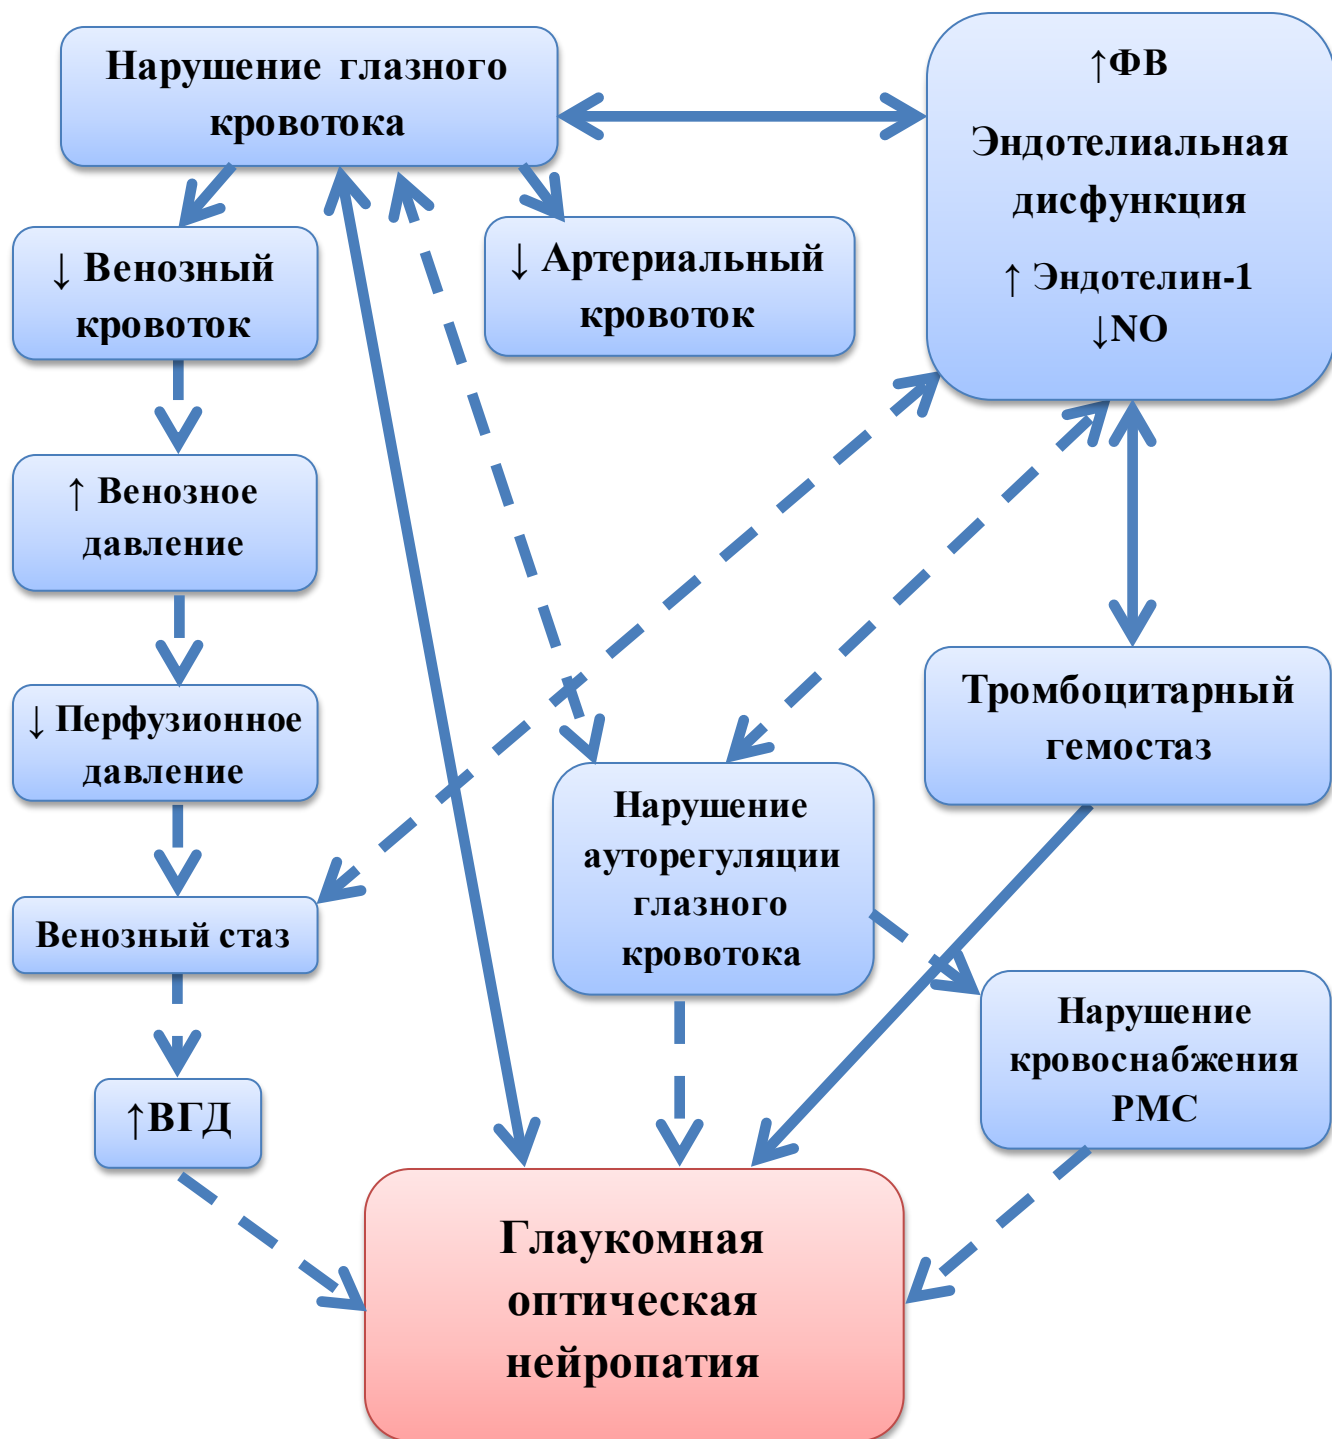 Нарушение глазного
кровотока
↑ФВ
Эндотелиальная
дисфункция
↑ Эндотелин-1
↓NO
↓ Венозный
кровоток
↓ Артериальный
кровоток
↑ Венозное
давление
↓ Перфузионное
давление
Тромбоцитарный
гемостаз
Нарушение
ауторегуляции
глазного
кровотока
Венозный стаз
Нарушение
кровоснабжения
РМС
↑ВГД
Глаукомная
оптическая
нейропатия